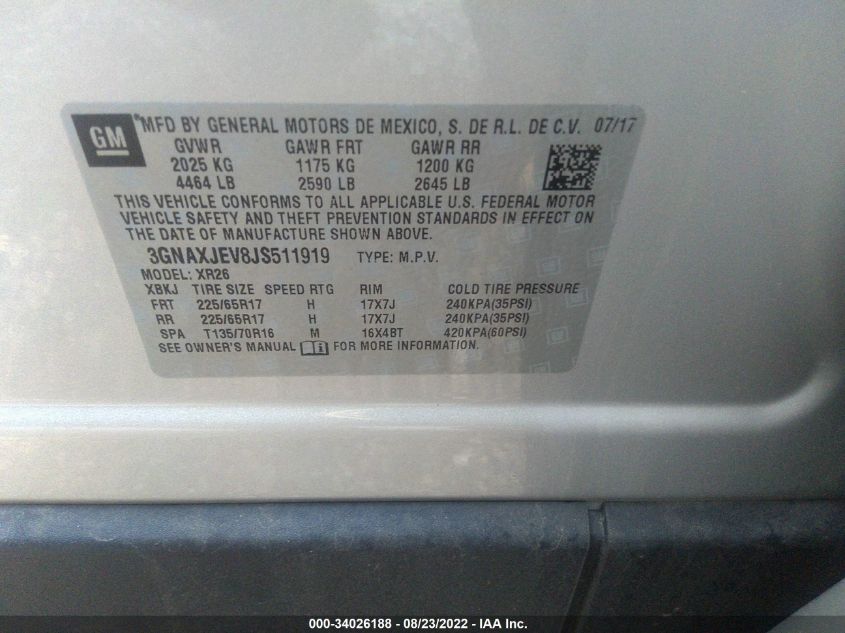 GM
*MFD BY GENERAL MOTORS DE MEXICO, S. DE R.L. DE C.V. 07/17
GVWR GAWR FRT GAWR RR
2025 KG 1175 KG 1200 KG
4464 LB 2590 LB 2645 LB
THIS VEHICLE CONFORMS TO ALL APPLICABLE U.S. FEDERAL MOTOR
VEHICLE SAFETY AND THEFT PREVENTION STANDARDS IN EFFECT ON
THE DATE OF MANUFACTURE SHOWN ABOVE.
3GNAXJEV8JS511919 TYPE: M.P.V.
MODEL: XR26
XBKJ TIRE SIZE SPEED RTG RIM COLD TIRE PRESSURE
FRT 225/65R17 H 17X7J 240KPA(35PSI)
RR 225/65R17 H 17X7J 240KPA(35PSI)
SPA T135/70R16 M 16X4BT 420KPA(60PSI)
SEE OWNER'S MANUAL i FOR MORE INFORMATION.
000-34026188 - 08/23/2022 - IAA Inc.